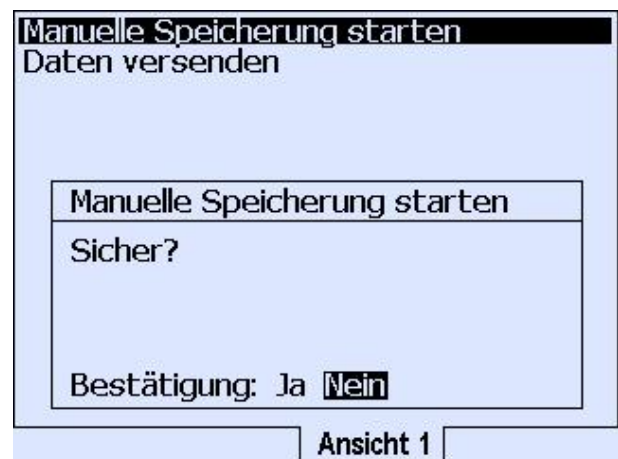 Manuelle Speicherung starten
Daten versenden
Manuelle Speicherung starten
Sicher?
Bestätigung: Ja Nein
Ansicht 1